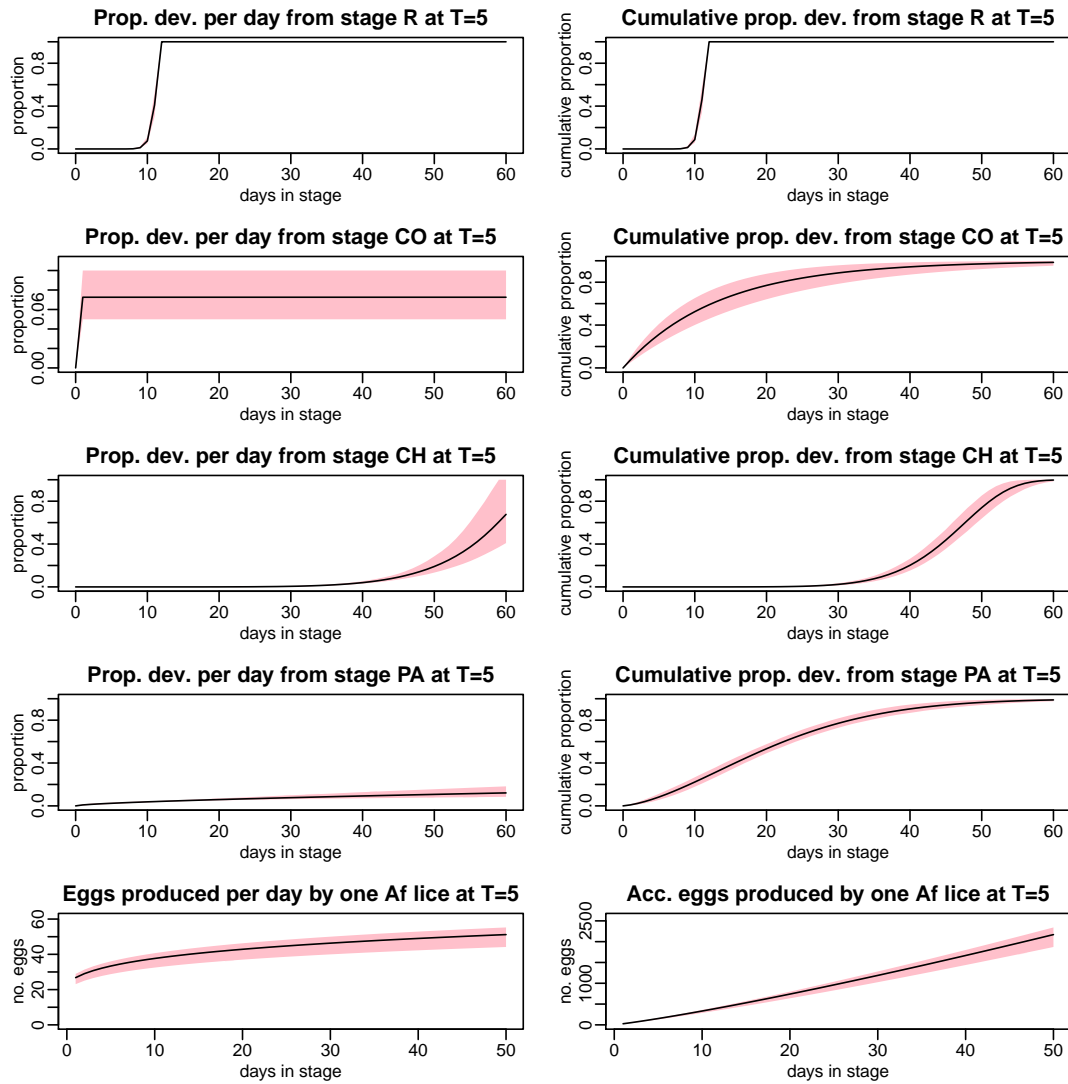 Prop. dev. per day from stage R at T=5
proportion
0.0 0.4 0.8
0 10 20 30 40 50 60
days in stage
Cumulative prop. dev. from stage R at T=5
cumulative proportion
0.0 0.4 0.8
0 10 20 30 40 50 60
days in stage
Prop. dev. per day from stage CO at T=5
proportion
0.00 0.06
0 10 20 30 40 50 60
days in stage
Cumulative prop. dev. from stage CO at T=5
cumulative proportion
0.0 0.4 0.8
0 10 20 30 40 50 60
days in stage
Prop. dev. per day from stage CH at T=5
proportion
0.0 0.4 0.8
0 10 20 30 40 50 60
days in stage
Cumulative prop. dev. from stage CH at T=5
cumulative proportion
0.0 0.4 0.8
0 10 20 30 40 50 60
days in stage
Prop. dev. per day from stage PA at T=5
proportion
0.0 0.4 0.8
0 10 20 30 40 50 60
days in stage
Cumulative prop. dev. from stage PA at T=5
cumulative proportion
0.0 0.4 0.8
0 10 20 30 40 50 60
days in stage
Eggs produced per day by one Af lice at T=5
no. eggs
0 20 40 60
0 10 20 30 40 50
days in stage
Acc. eggs produced by one Af lice at T=5
no. eggs
0 1000 2500
0 10 20 30 40 50
days in stage